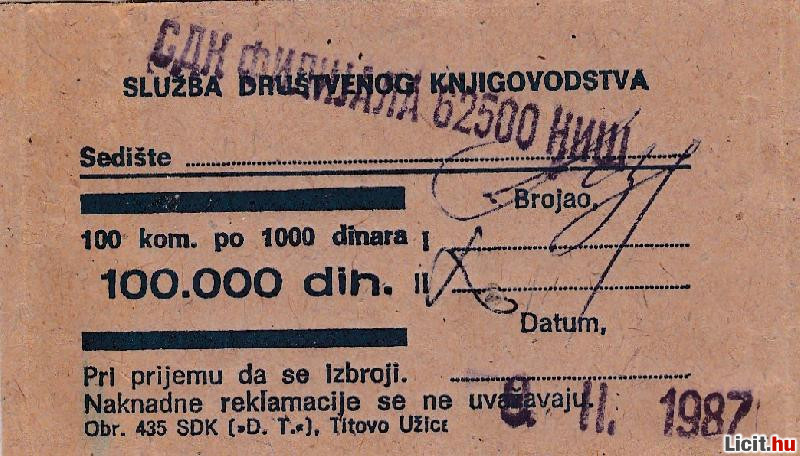 СДК ФИЛИЈАЛА 62500 НИШ
SLUŽBA DRUŠTVENOG KNJIGOVODSTVA
Sedište
Brojao,
100 kom. po 1000 dinara I
100.000 din. II
Datum,
Pri prijemu da se izbroji.
Naknadne reklamacije se ne uvažavaju.
II. 1987
Obr. 435 SDK (»D. T.«), Titovo Užice
Licit.hu